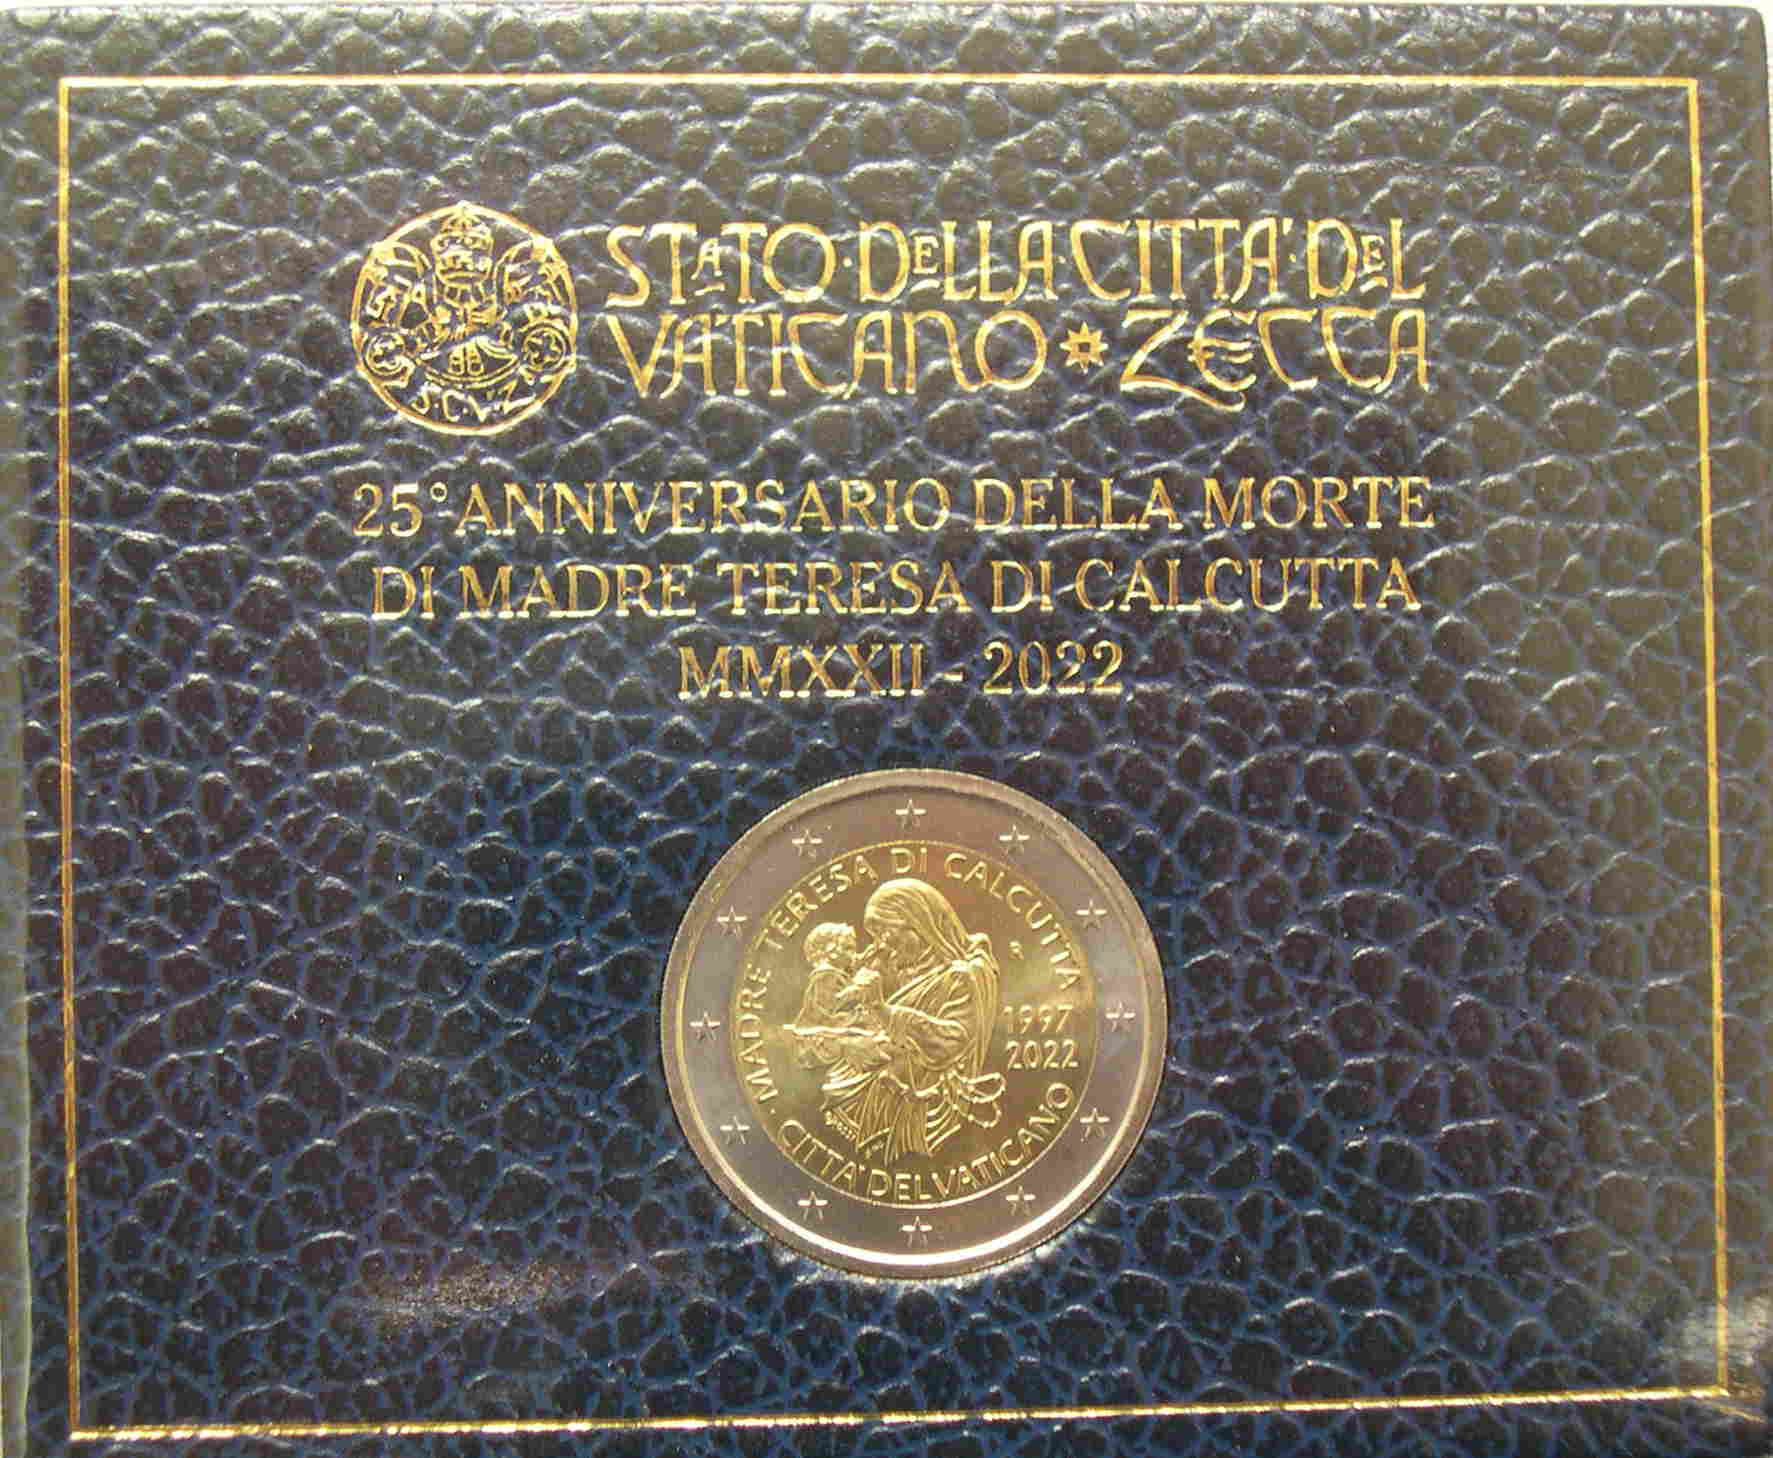 STATO·DELLA·CITTA'·DEL
VATICANO * ZECCA
S.C.V.Z.
25° ANNIVERSARIO DELLA MORTE
DI MADRE TERESA DI CALCUTTA
MMXXII - 2022
· MADRE TERESA DI CALCUTTA
R
1997
2022
· CITTA' DEL VATICANO